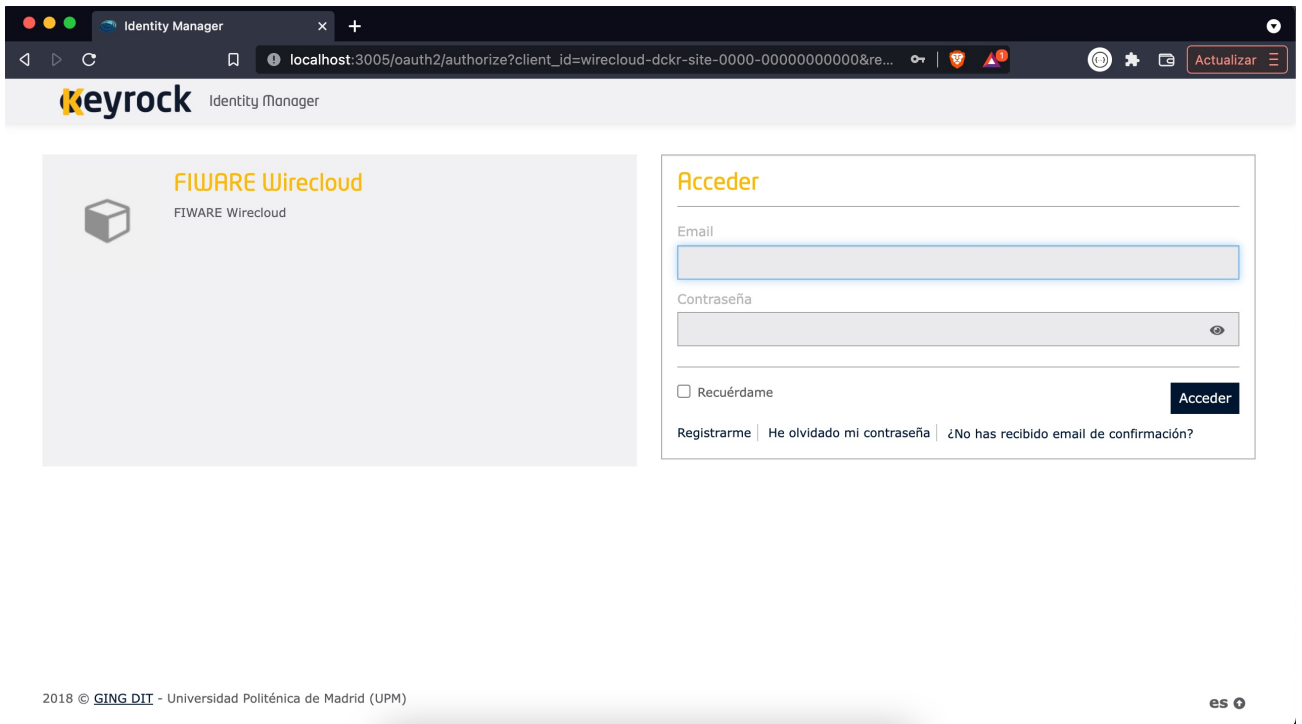 Identity Manager
localhost:3005/oauth2/authorize?client_id=wirecloud-dckr-site-0000-00000000000&re...
1
Actualizar
Keyrock Identity Manager
FIWARE Wirecloud
FIWARE Wirecloud
Acceder
Email
Contraseña
Recuérdame
Acceder
Registrarme He olvidado mi contraseña ¿No has recibido email de confirmación?
2018 © GING DIT - Universidad Politénica de Madrid (UPM)
es